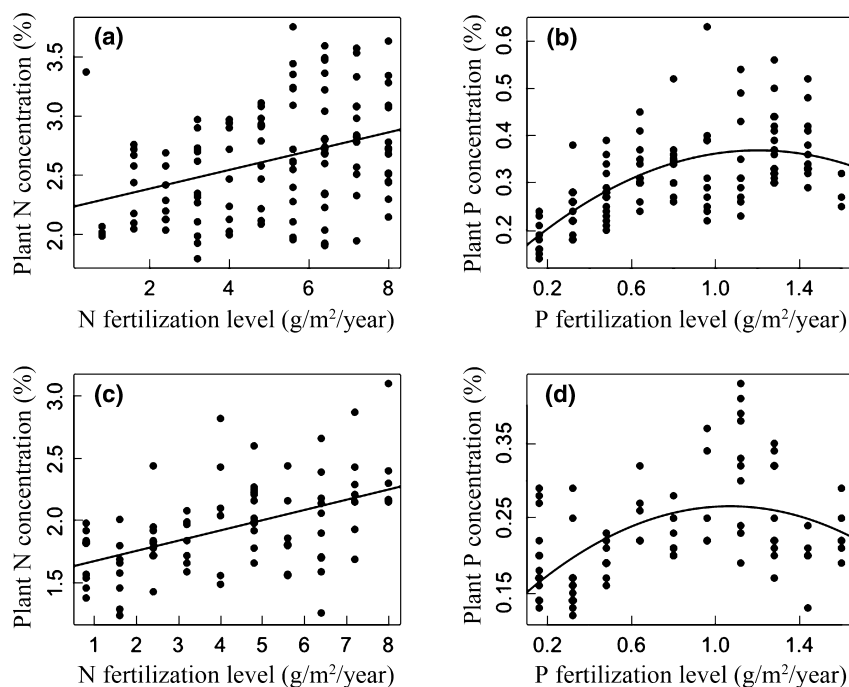 (a)
Plant N concentration (%)
2.0 2.5 3.0 3.5
2 4 6 8
N fertilization level (g/m²/year)
(b)
Plant P concentration (%)
0.2 0.3 0.4 0.5 0.6
0.2 0.6 1.0 1.4
P fertilization level (g/m²/year)
(c)
Plant N concentration (%)
1.5 2.0 2.5 3.0
1 2 3 4 5 6 7 8
N fertilization level (g/m²/year)
(d)
Plant P concentration (%)
0.15 0.25 0.35
0.2 0.6 1.0 1.4
P fertilization level (g/m²/year)